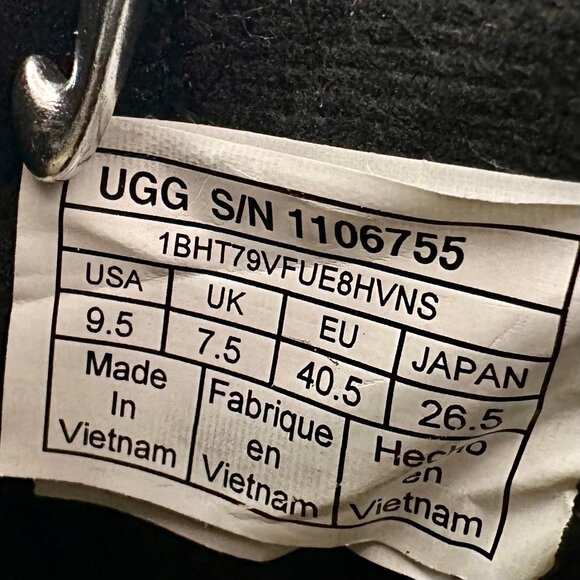 UGG S/N 1106755
1BHT79VFUE8HVNS
USA UK EU JAPAN
9.5 7.5 40.5 26.5
Made Fabrique Hecho
In en en
Vietnam Vietnam Vietnam